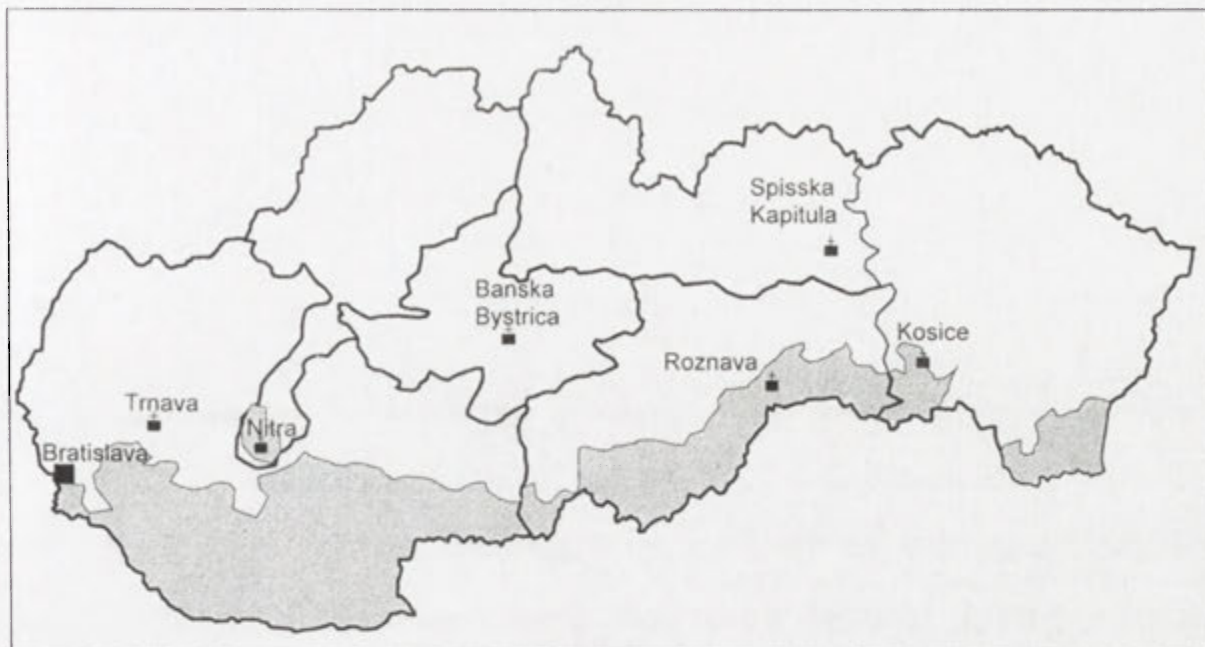 Spisska
Kapitula
Banska
Bystrica
Kosice
Roznava
Trnava
Nitra
Bratislava